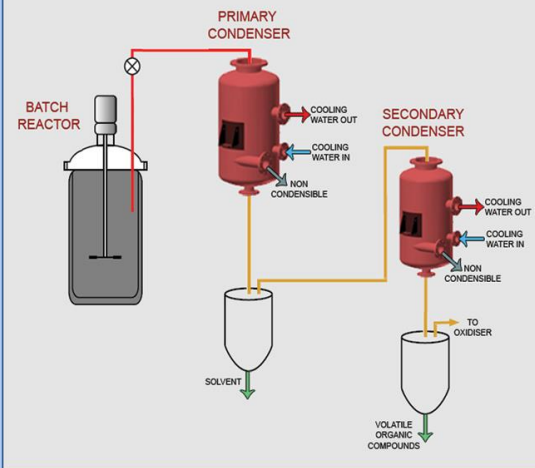 PRIMARY
CONDENSER
BATCH
REACTOR
COOLING
WATER OUT
COOLING
WATER IN
NON
CONDENSIBLE
SECONDARY
CONDENSER
COOLING
WATER OUT
COOLING
WATER IN
NON
CONDENSIBLE
TO
OXIDISER
SOLVENT
VOLATILE
ORGANIC
COMPOUNDS